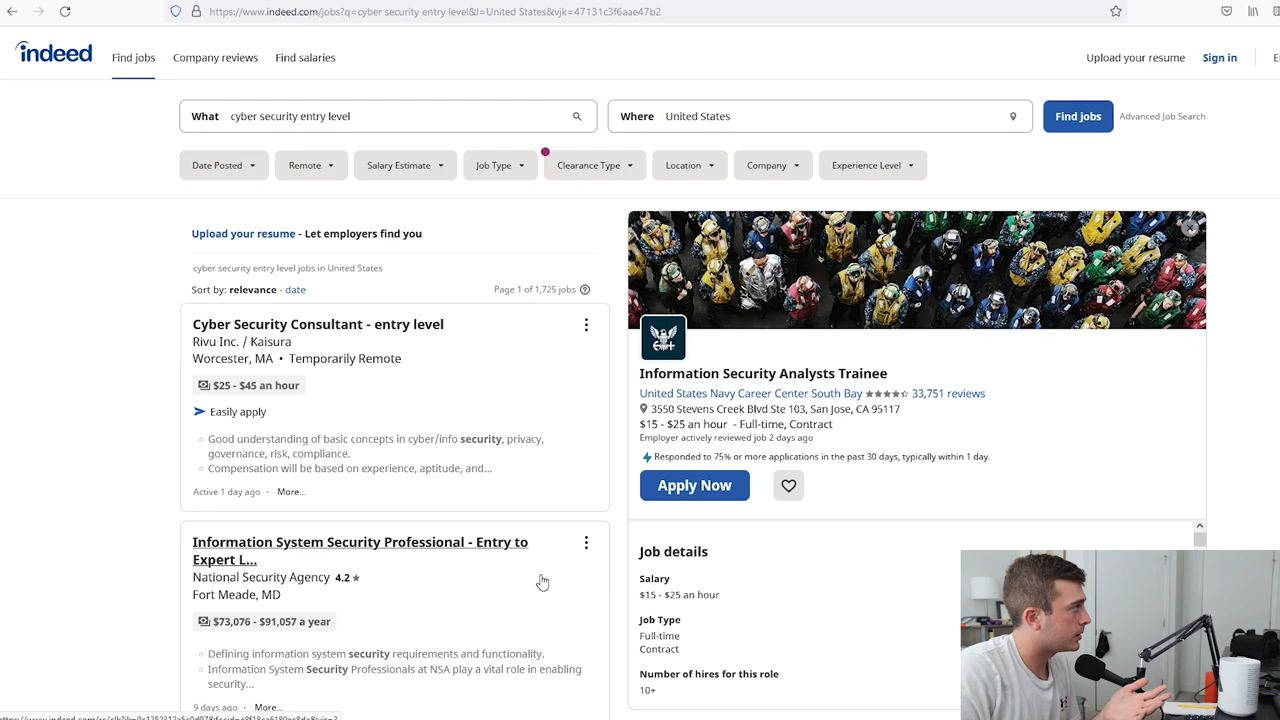 https://www.indeed.com/jobs?q=cyber security entry level&l=United States&vjk=47131c3f6aae47b2
indeed
Find jobs
Company reviews
Find salaries
Upload your resume
Sign in
What cyber security entry level
Where United States
Find jobs
Advanced Job Search
Date Posted
Remote
Salary Estimate
Job Type
Clearance Type
Location
Company
Experience Level
Upload your resume - Let employers find you
cyber security entry level jobs in United States
Sort by: relevance - date
Page 1 of 1,725 jobs
Cyber Security Consultant - entry level
Rivu Inc. / Kaisura
Worcester, MA • Temporarily Remote
$25 - $45 an hour
Easily apply
Good understanding of basic concepts in cyber/info security, privacy,
governance, risk, compliance.
Compensation will be based on experience, aptitude, and...
Active 1 day ago · More...
Information System Security Professional - Entry to
Expert L...
National Security Agency 4.2
Fort Meade, MD
$73,076 - $91,057 a year
Defining information system security requirements and functionality.
Information System Security Professionals at NSA play a vital role in enabling
security...
9 days ago · More...
Information Security Analysts Trainee
United States Navy Career Center South Bay 33,751 reviews
3550 Stevens Creek Blvd Ste 103, San Jose, CA 95117
$15 - $25 an hour - Full-time, Contract
Employer actively reviewed job 2 days ago
Responded to 75% or more applications in the past 30 days, typically within 1 day.
Apply Now
Job details
Salary
$15 - $25 an hour
Job Type
Full-time
Contract
Number of hires for this role
10+